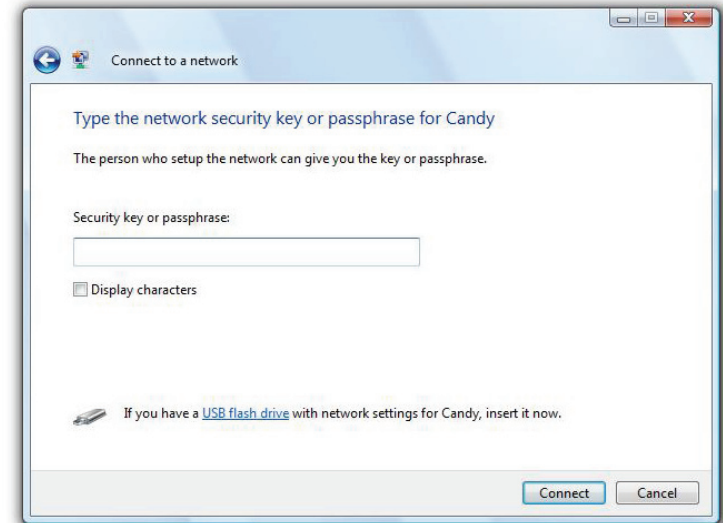 Connect to a network
Type the network security key or passphrase for Candy
The person who setup the network can give you the key or passphrase.
Security key or passphrase:
Display characters
If you have a USB flash drive with network settings for Candy, insert it now.
Connect Cancel